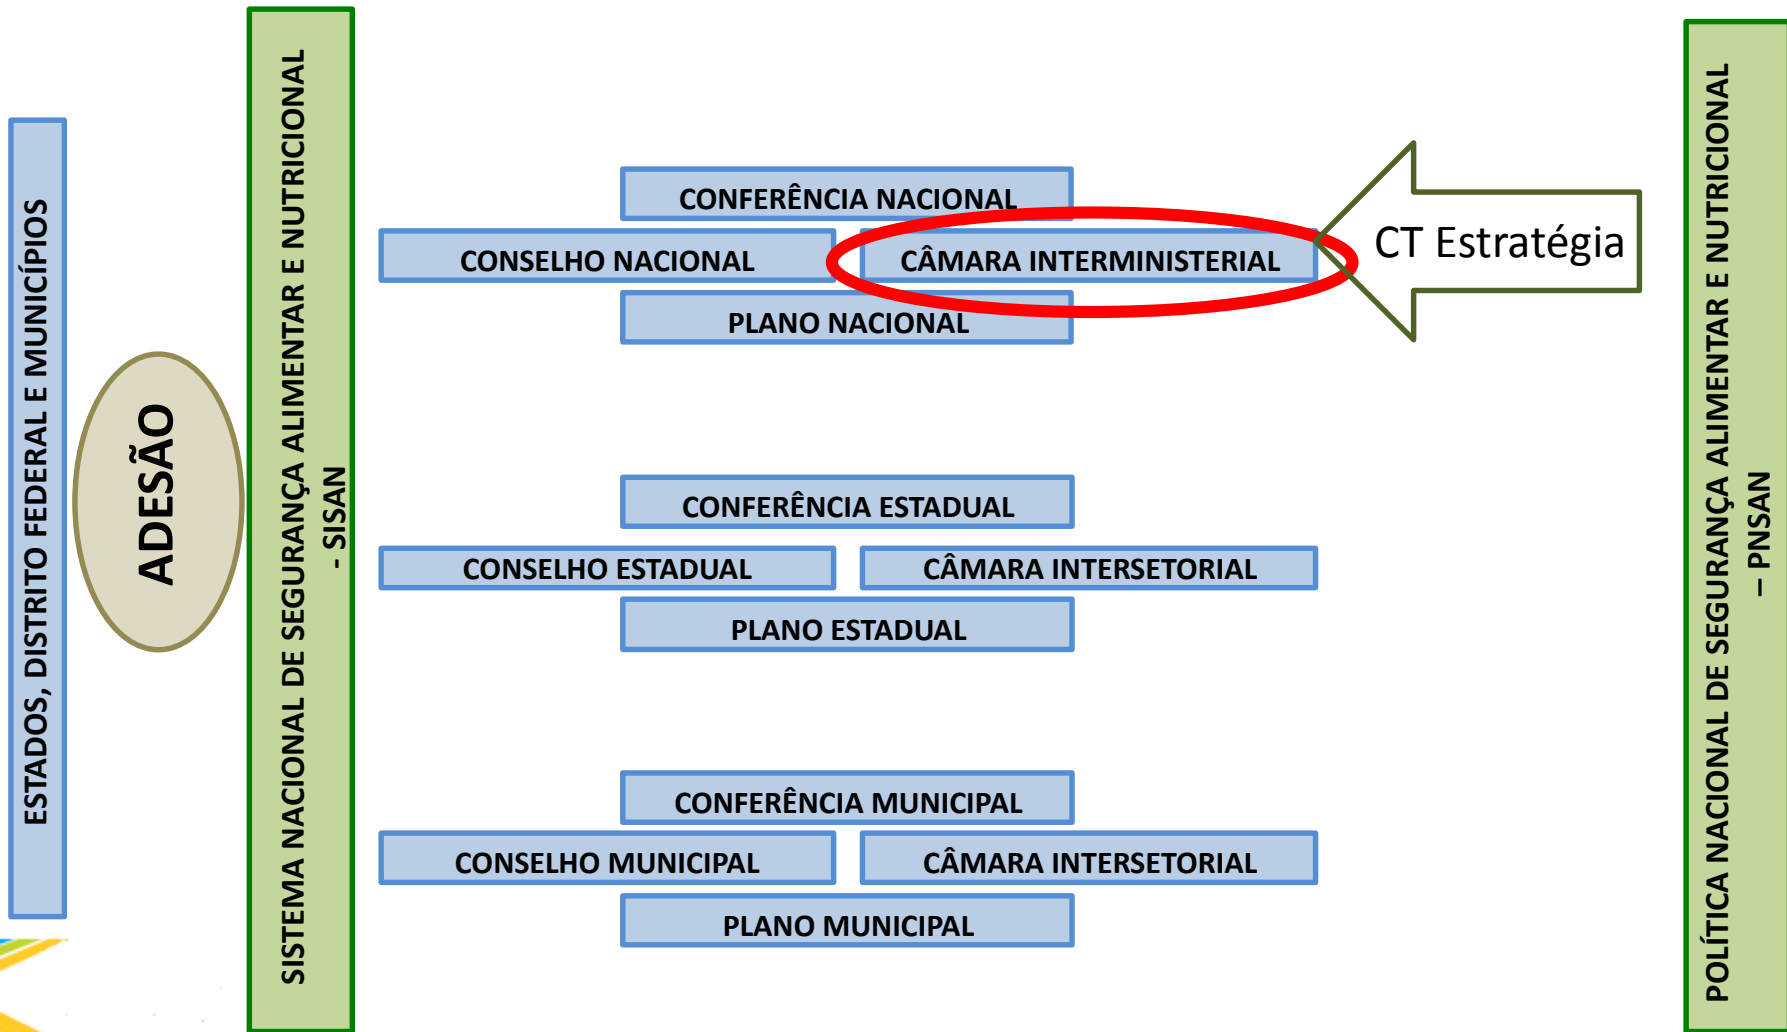 ESTADOS, DISTRITO FEDERAL E MUNICÍPIOS
ADESÃO
SISTEMA NACIONAL DE SEGURANÇA ALIMENTAR E NUTRICIONAL
- SISAN
CONFERÊNCIA NACIONAL
CONSELHO NACIONAL
CÂMARA INTERMINISTERIAL
PLANO NACIONAL
CT Estratégia
CONFERÊNCIA ESTADUAL
CONSELHO ESTADUAL
CÂMARA INTERSETORIAL
PLANO ESTADUAL
CONFERÊNCIA MUNICIPAL
CONSELHO MUNICIPAL
CÂMARA INTERSETORIAL
PLANO MUNICIPAL
POLÍTICA NACIONAL DE SEGURANÇA ALIMENTAR E NUTRICIONAL
– PNSAN